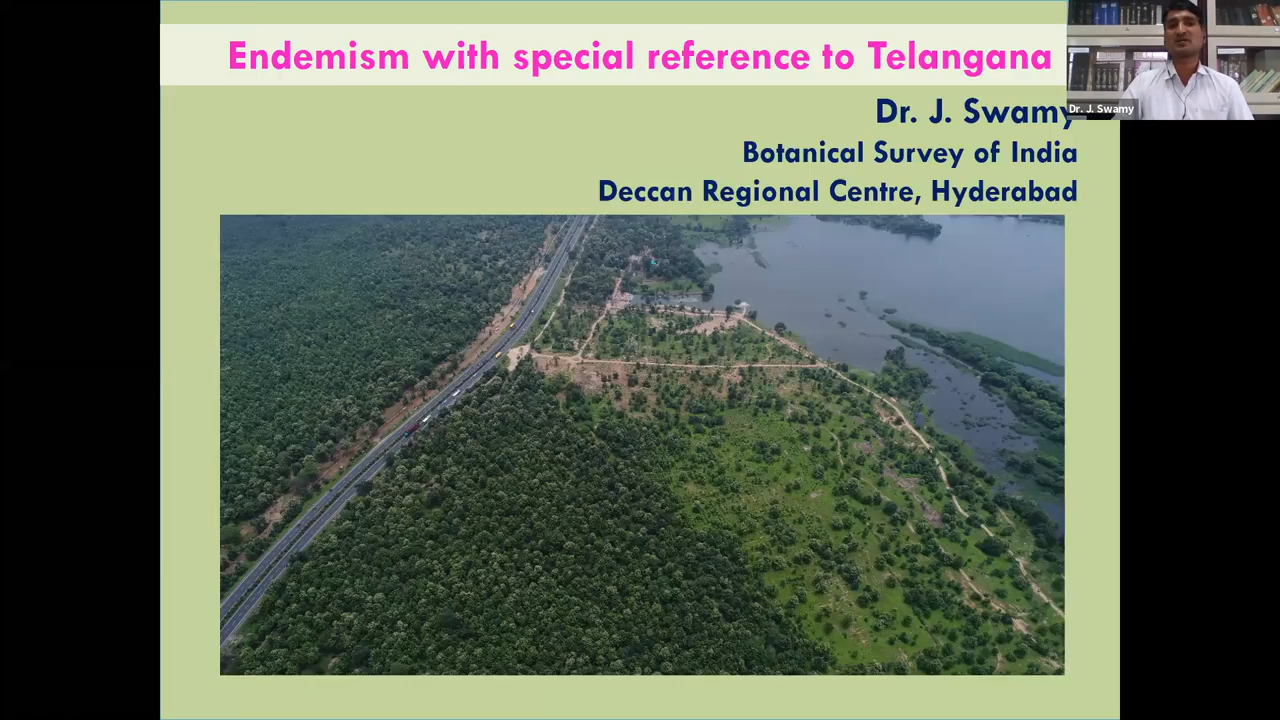 Endemism with special reference to Telangana
Dr. J. Swamy
Botanical Survey of India
Deccan Regional Centre, Hyderabad
Dr. J. Swamy